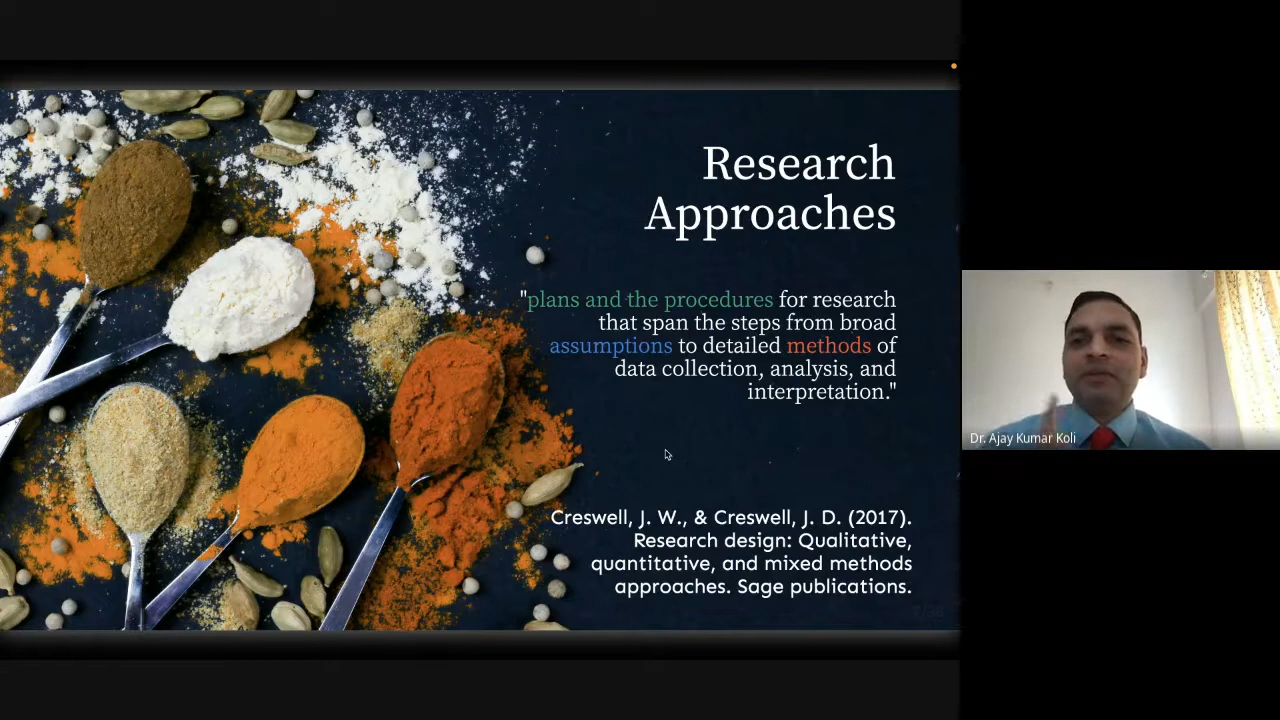 Research
Approaches
"plans and the procedures for research
that span the steps from broad
assumptions to detailed methods of
data collection, analysis, and
interpretation."
Creswell, J. W., & Creswell, J. D. (2017).
Research design: Qualitative,
quantitative, and mixed methods
approaches. Sage publications.
Dr. Ajay Kumar Koli